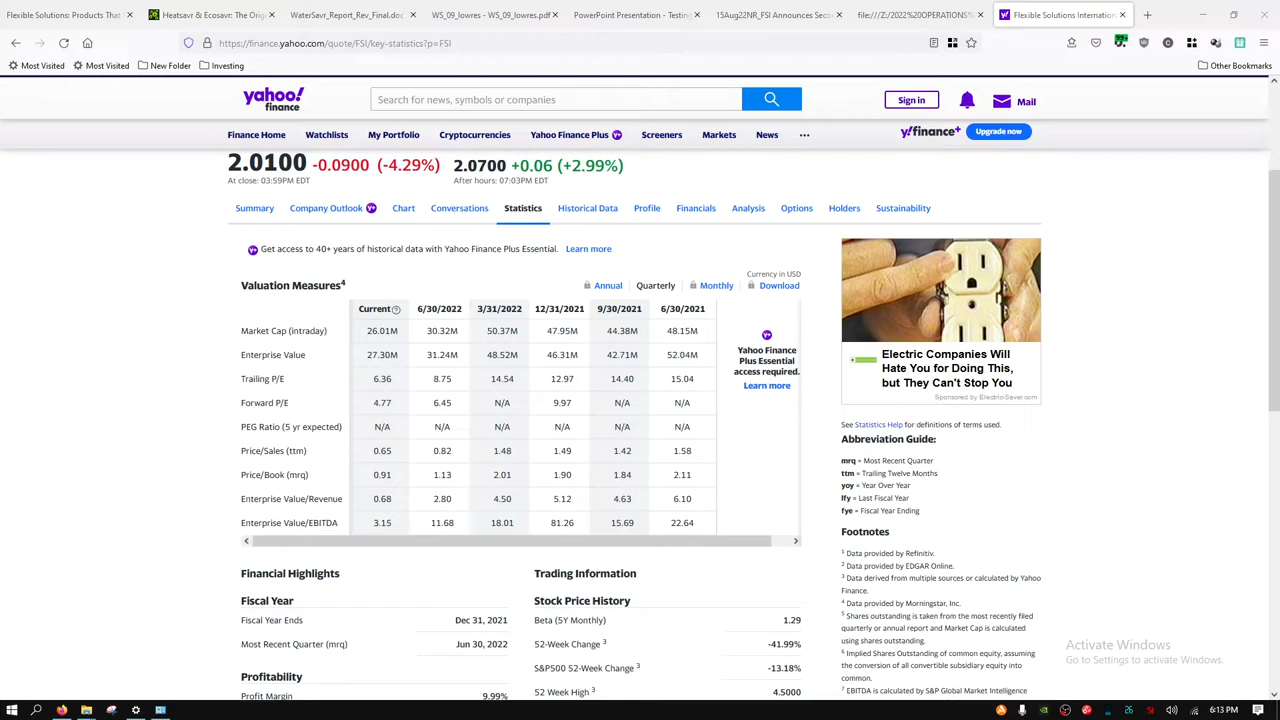 Flexible Solutions: Products That
Heatsavr & Ecosavr: The Origi
WaterSavr_Report_Rev_Final.doc
WS_09_lowres - WS_09_lowres.pdf
PowerPoint Presentation - Testing
15AUG22NR_FSI Announces Seco
file:///Z:/2022%20OPERATIONS%
Flexible Solutions Internation
https://finance.yahoo.com/quote/FSI/key-statistics?p=FSI
99+
Most Visited
Most Visited
New Folder
Investing
Other Bookmarks
yahoo!
finance
Search for news, symbols or companies
Sign in
Mail
Finance Home Watchlists My Portfolio Cryptocurrencies Yahoo Finance Plus Y+ Screeners Markets News ...
y!finance+ Upgrade now
2.0100 -0.0900 (-4.29%) 2.0700 +0.06 (+2.99%)
At close: 03:59PM EDT After hours: 07:03PM EDT
Summary Company Outlook Y+ Chart Conversations Statistics Historical Data Profile Financials Analysis Options Holders Sustainability
Y+ Get access to 40+ years of historical data with Yahoo Finance Plus Essential. Learn more
Currency in USD
Valuation Measures4 Annual Quarterly Monthly Download
Current 6/30/2022 3/31/2022 12/31/2021 9/30/2021 6/30/2021
Market Cap (intraday) 26.01M 30.32M 50.37M 47.95M 44.38M 48.15M
Enterprise Value 27.30M 31.24M 48.52M 46.31M 42.71M 52.04M
Trailing P/E 6.36 8.75 14.54 12.97 14.40 15.04
Forward P/E 4.77 6.45 N/A 9.97 N/A N/A
PEG Ratio (5 yr expected) N/A N/A N/A N/A N/A N/A
Price/Sales (ttm) 0.65 0.82 1.48 1.49 1.42 1.58
Price/Book (mrq) 0.91 1.13 2.01 1.90 1.84 2.11
Enterprise Value/Revenue 0.68 2.80 4.50 5.12 4.63 6.10
Enterprise Value/EBITDA 3.15 11.68 18.01 81.26 15.69 22.64
Y+
Yahoo Finance
Plus Essential
access required.
Learn more
Financial Highlights
Fiscal Year
Fiscal Year Ends Dec 31, 2021
Most Recent Quarter (mrq) Jun 30, 2022
Profitability
Profit Margin 9.99%
Trading Information
Stock Price History
Beta (5Y Monthly) 1.29
52-Week Change 3 -41.99%
S&P500 52-Week Change 3 -13.18%
52 Week High 3 4.5000
Electric Companies Will
Hate You for Doing This,
but They Can't Stop You
Sponsored by Electric-Saver.com
See Statistics Help for definitions of terms used.
Abbreviation Guide:
mrq = Most Recent Quarter
ttm = Trailing Twelve Months
yoy = Year Over Year
lfy = Last Fiscal Year
fye = Fiscal Year Ending
Footnotes
1 Data provided by Refinitiv.
2 Data provided by EDGAR Online.
3 Data derived from multiple sources or calculated by Yahoo
Finance.
4 Data provided by Morningstar, Inc.
5 Shares outstanding is taken from the most recently filed
quarterly or annual report and Market Cap is calculated
using shares outstanding.
6 Implied Shares Outstanding of common equity, assuming
the conversion of all convertible subsidiary equity into
common.
7 EBITDA is calculated by S&P Global Market Intelligence
Activate Windows
Go to Settings to activate Windows.
6:13 PM